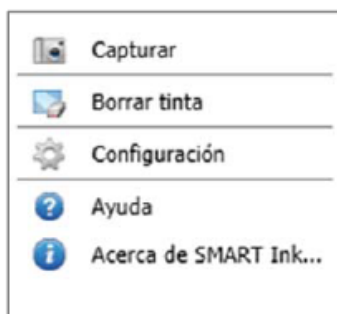 Capturar
Borrar tinta
Configuración
Ayuda
Acerca de SMART Ink...